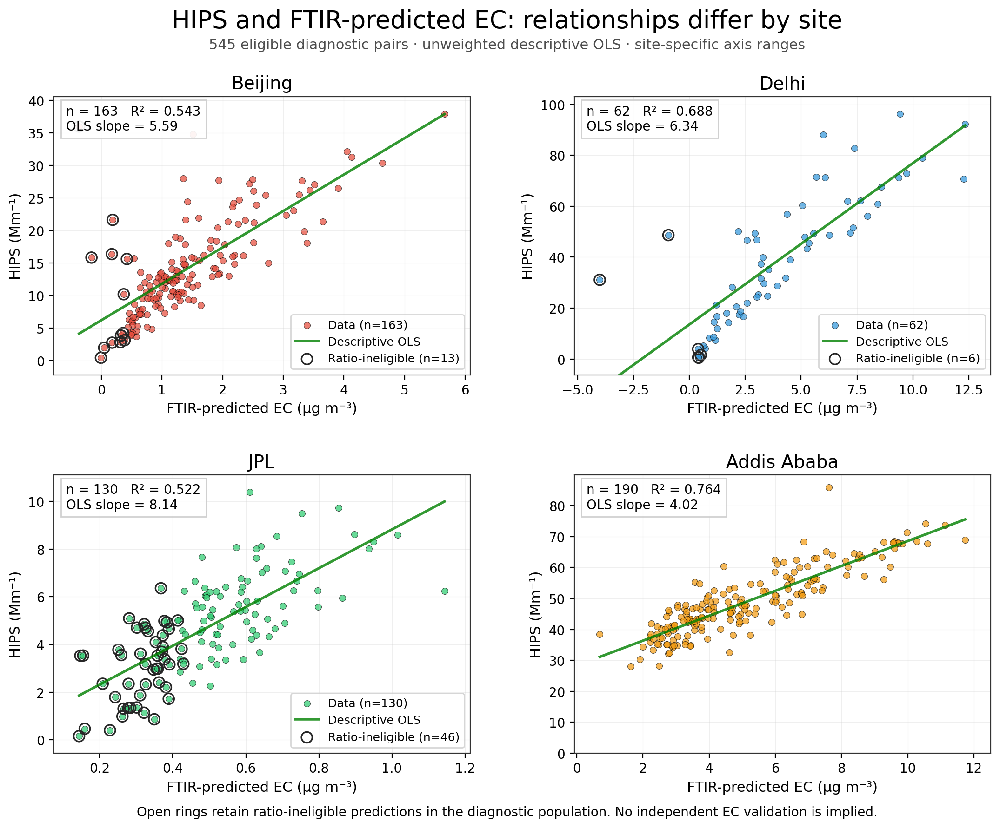 HIPS and FTIR-predicted EC: relationships differ by site
545 eligible diagnostic pairs · unweighted descriptive OLS · site-specific axis ranges
Beijing
n = 163 R² = 0.543
OLS slope = 5.59
40
35
30
25
20
15
10
5
0
HIPS (Mm⁻¹)
Data (n=163)
Descriptive OLS
Ratio-ineligible (n=13)
0 1 2 3 4 5 6
FTIR-predicted EC (μg m⁻³)
Delhi
n = 62 R² = 0.688
OLS slope = 6.34
100
80
60
40
20
0
HIPS (Mm⁻¹)
Data (n=62)
Descriptive OLS
Ratio-ineligible (n=6)
−5.0 −2.5 0.0 2.5 5.0 7.5 10.0 12.5
FTIR-predicted EC (μg m⁻³)
JPL
n = 130 R² = 0.522
OLS slope = 8.14
10
8
6
4
2
0
HIPS (Mm⁻¹)
Data (n=130)
Descriptive OLS
Ratio-ineligible (n=46)
0.2 0.4 0.6 0.8 1.0 1.2
FTIR-predicted EC (μg m⁻³)
Addis Ababa
n = 190 R² = 0.764
OLS slope = 4.02
80
70
60
50
40
30
20
10
0
HIPS (Mm⁻¹)
0 2 4 6 8 10 12
FTIR-predicted EC (μg m⁻³)
Open rings retain ratio-ineligible predictions in the diagnostic population. No independent EC validation is implied.